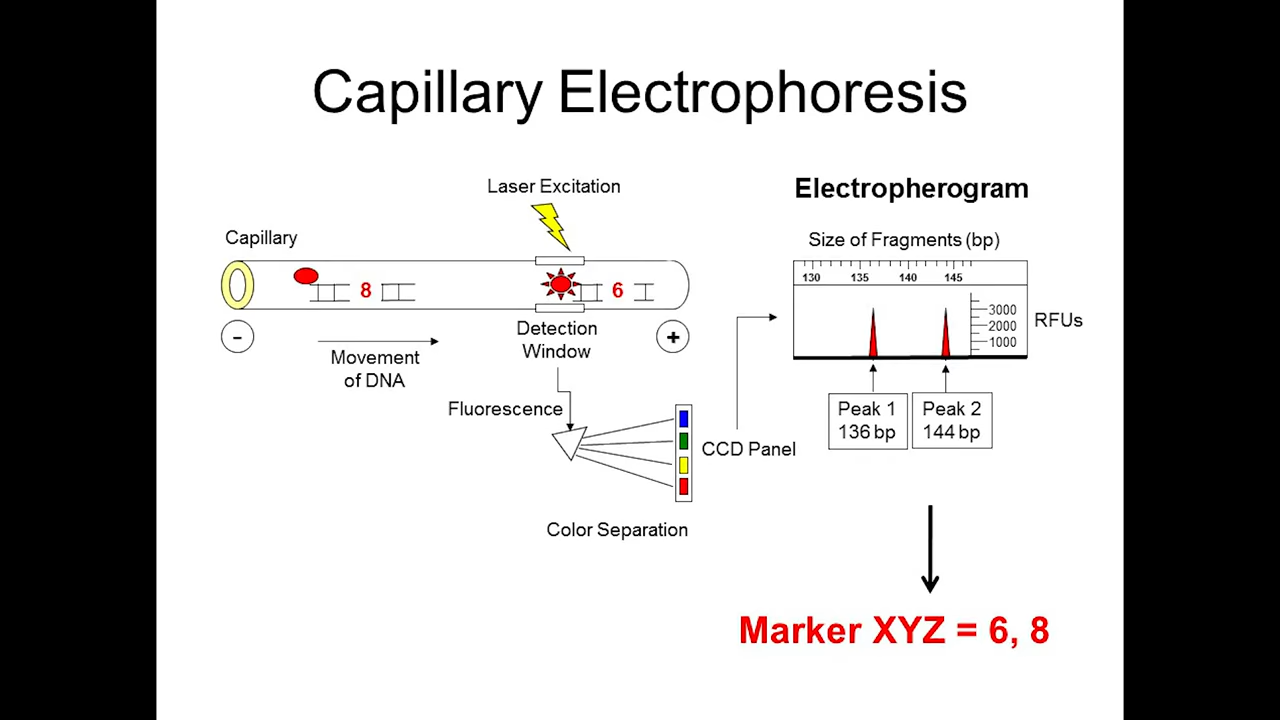 Capillary Electrophoresis
Laser Excitation
Capillary
8
6
-
+
Movement
of DNA
Detection
Window
Fluorescence
CCD Panel
Color Separation
Electropherogram
Size of Fragments (bp)
130 135 140 145
3000
2000
1000
RFUs
Peak 1
136 bp
Peak 2
144 bp
Marker XYZ = 6, 8